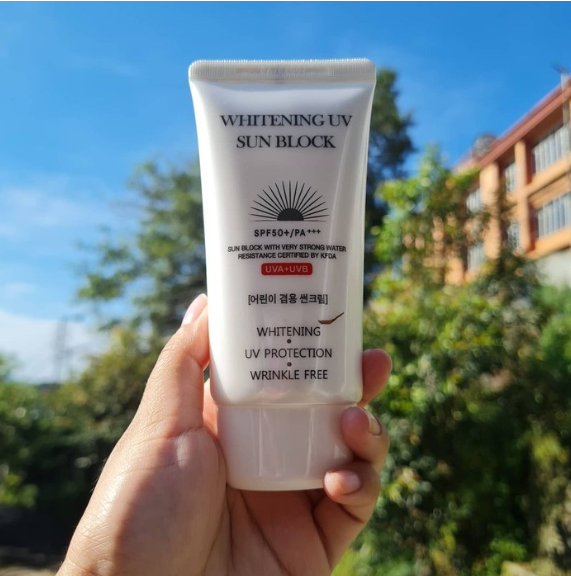 WHITENING UV
SUN BLOCK
SPF50+/PA+++
SUN BLOCK WITH VERY STRONG WATER
RESISTANCE CERTIFIED BY KFDA
UVA+UVB
[어린이 겸용 썬크림]
WHITENING
UV PROTECTION
WRINKLE FREE